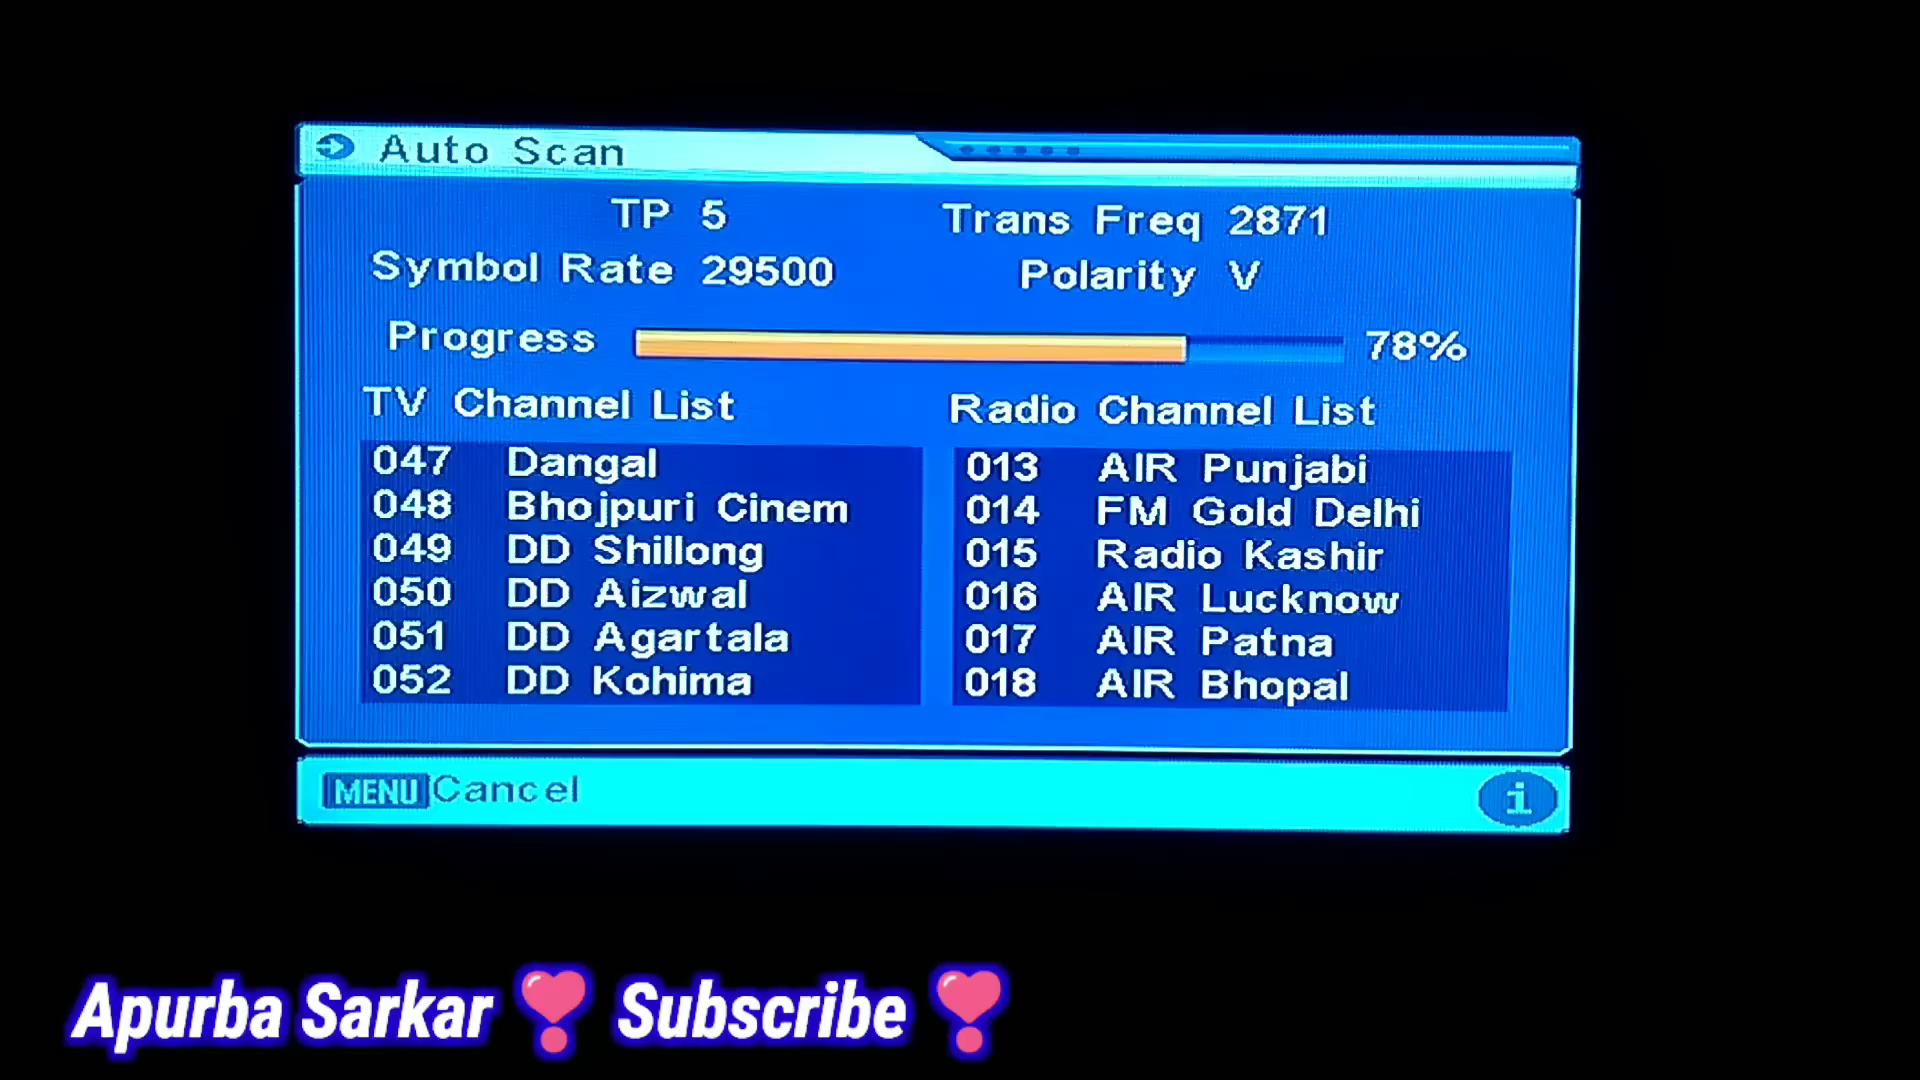 Auto Scan
TP 5 Trans Freq 2871
Symbol Rate 29500 Polarity V
Progress 78%
TV Channel List Radio Channel List
047 Dangal 013 AIR Punjabi
048 Bhojpuri Cinem 014 FM Gold Delhi
049 DD Shillong 015 Radio Kashir
050 DD Aizwal 016 AIR Lucknow
051 DD Agartala 017 AIR Patna
052 DD Kohima 018 AIR Bhopal
MENU Cancel i
Apurba Sarkar ❣ Subscribe ❣